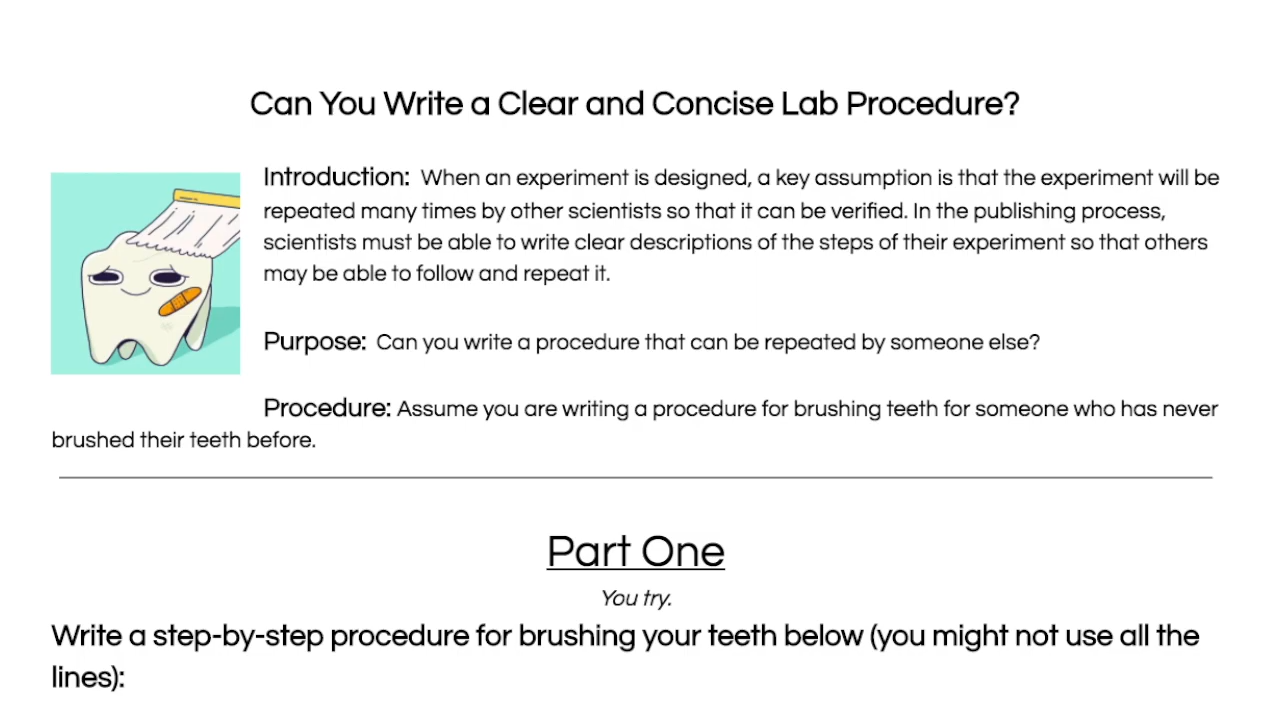 Can You Write a Clear and Concise Lab Procedure?
Introduction: When an experiment is designed, a key assumption is that the experiment will be
repeated many times by other scientists so that it can be verified. In the publishing process,
scientists must be able to write clear descriptions of the steps of their experiment so that others
may be able to follow and repeat it.
Purpose: Can you write a procedure that can be repeated by someone else?
Procedure: Assume you are writing a procedure for brushing teeth for someone who has never
brushed their teeth before.
Part One
You try.
Write a step-by-step procedure for brushing your teeth below (you might not use all the
lines):